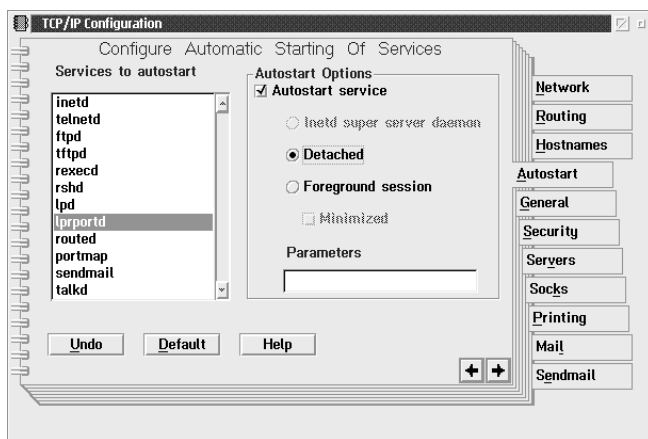 TCP/IP Configuration
Configure Automatic Starting Of Services
Services to autostart
inetd
telnetd
ftpd
tftpd
rexecd
rshd
lpd
lprportd
routed
portmap
sendmail
talkd
Autostart Options
Autostart service
Inetd super server daemon
Detached
Foreground session
Minimized
Parameters
Undo
Default
Help
Network
Routing
Hostnames
Autostart
General
Security
Servers
Socks
Printing
Mail
Sendmail